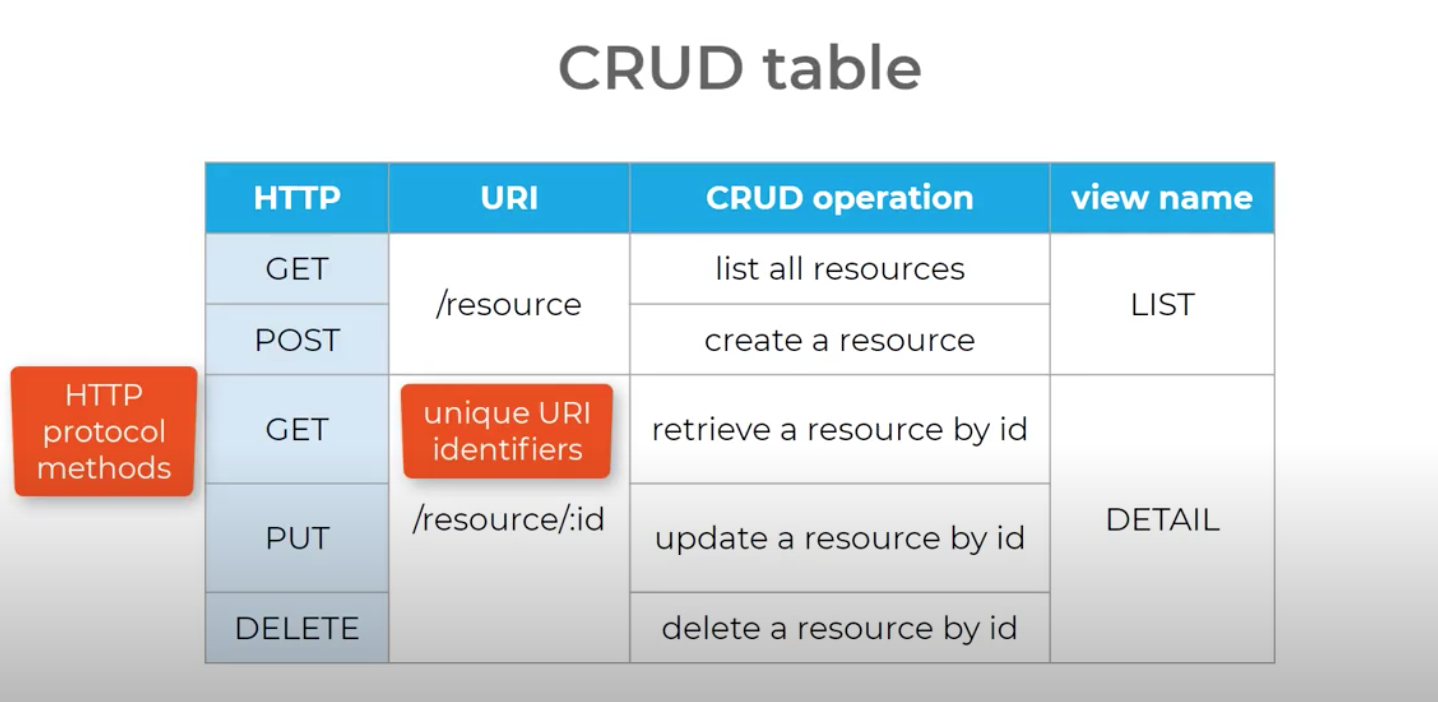 CRUD table
HTTP URI CRUD operation view name
GET list all resources
/resource LIST
POST create a resource
HTTP
protocol
methods
GET unique URI
identifiers retrieve a resource by id
/resource/:id DETAIL
PUT update a resource by id
DELETE delete a resource by id